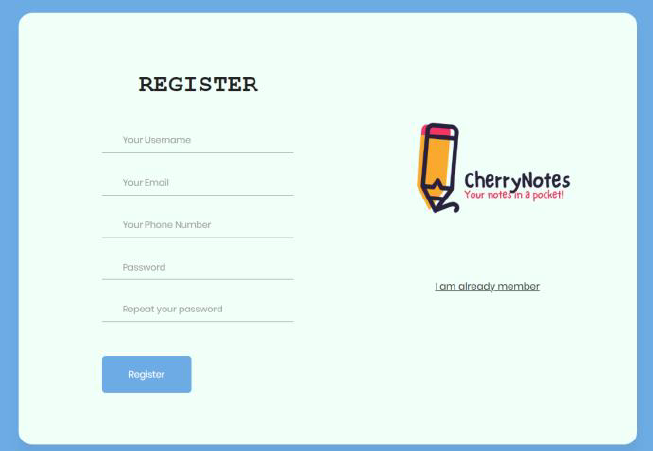 REGISTER
Your Username
Your Email
Your Phone Number
Password
Repeat your password
Register
CherryNotes
Your notes in a pocket!
I am already member